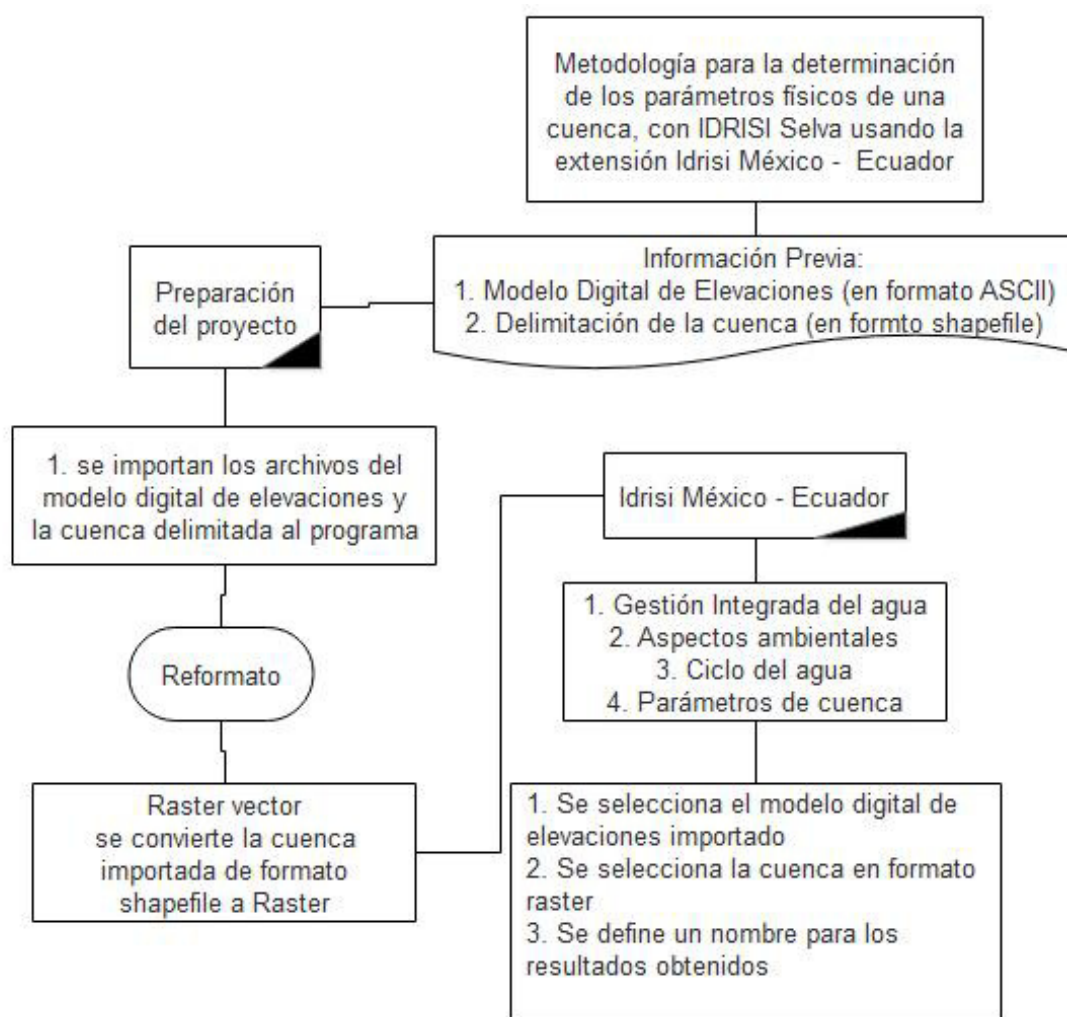 Metodología para la determinación
de los parámetros físicos de una
cuenca, con IDRISI Selva usando la
extensión Idrisi México - Ecuador
Información Previa:
1. Modelo Digital de Elevaciones (en formato ASCII)
2. Delimitación de la cuenca (en formto shapefile)
Preparación
del proyecto
1. se importan los archivos del
modelo digital de elevaciones y
la cuenca delimitada al programa
Reformato
Raster vector
se convierte la cuenca
importada de formato
shapefile a Raster
Idrisi México - Ecuador
1. Gestión Integrada del agua
2. Aspectos ambientales
3. Ciclo del agua
4. Parámetros de cuenca
1. Se selecciona el modelo digital de
elevaciones importado
2. Se selecciona la cuenca en formato
raster
3. Se define un nombre para los
resultados obtenidos